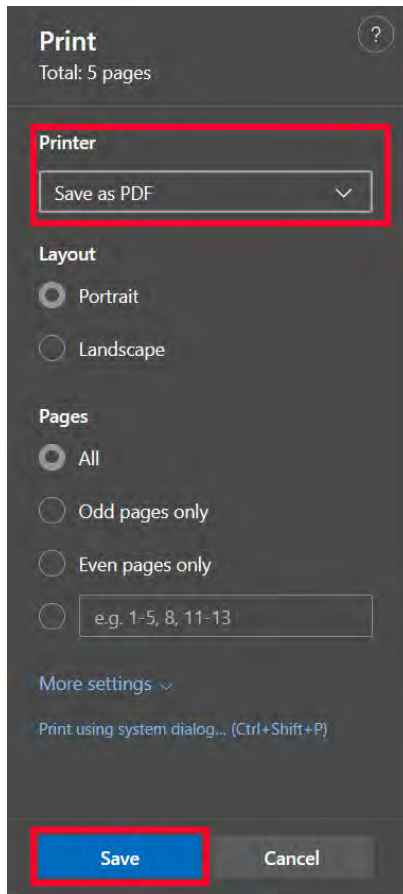 Print
?
Total: 5 pages
Printer
Save as PDF
Layout
Portrait
Landscape
Pages
All
Odd pages only
Even pages only
e.g. 1-5, 8, 11-13
More settings
Print using system dialog... (Ctrl+Shift+P)
Save Cancel